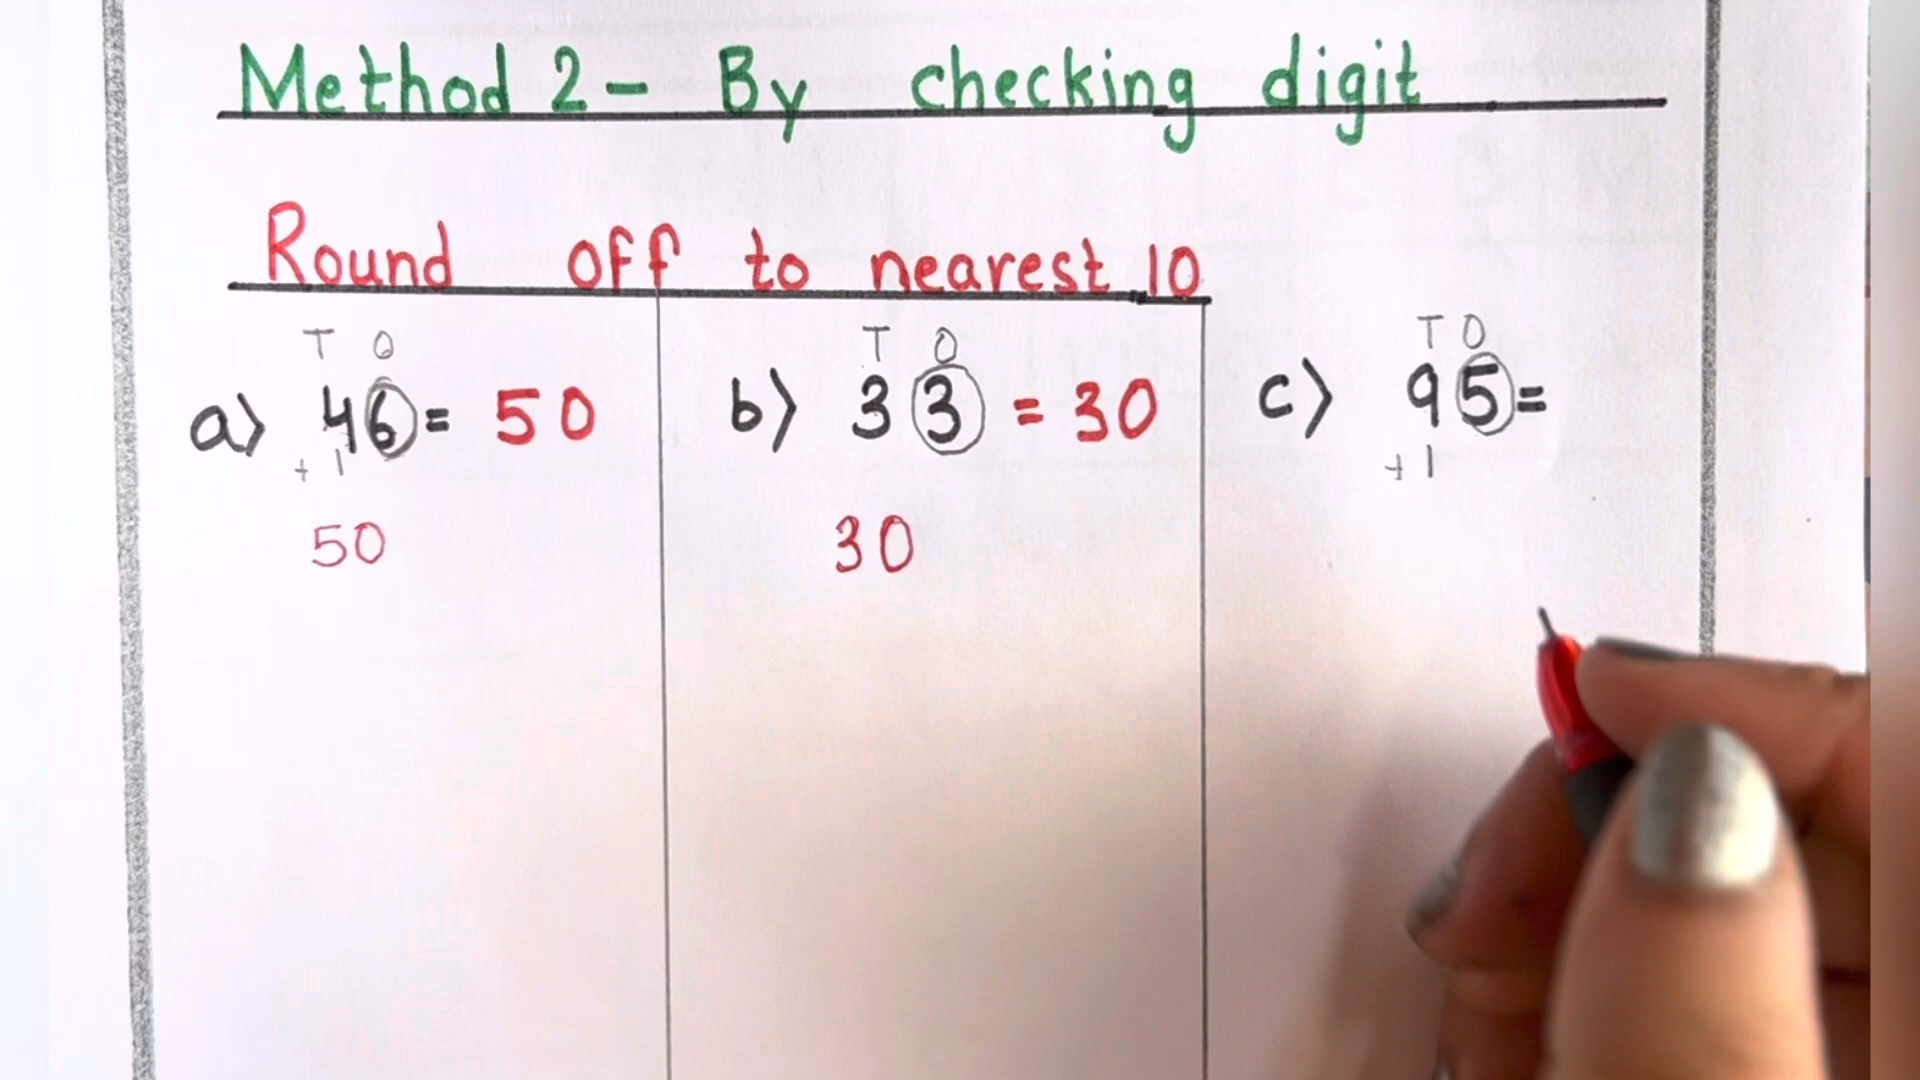 Method 2 - By checking digit
Round off to nearest 10
T O
a) 46 = 50
+ 1
50
T O
b) 33 = 30
30
T O
c) 95 =
+ 1